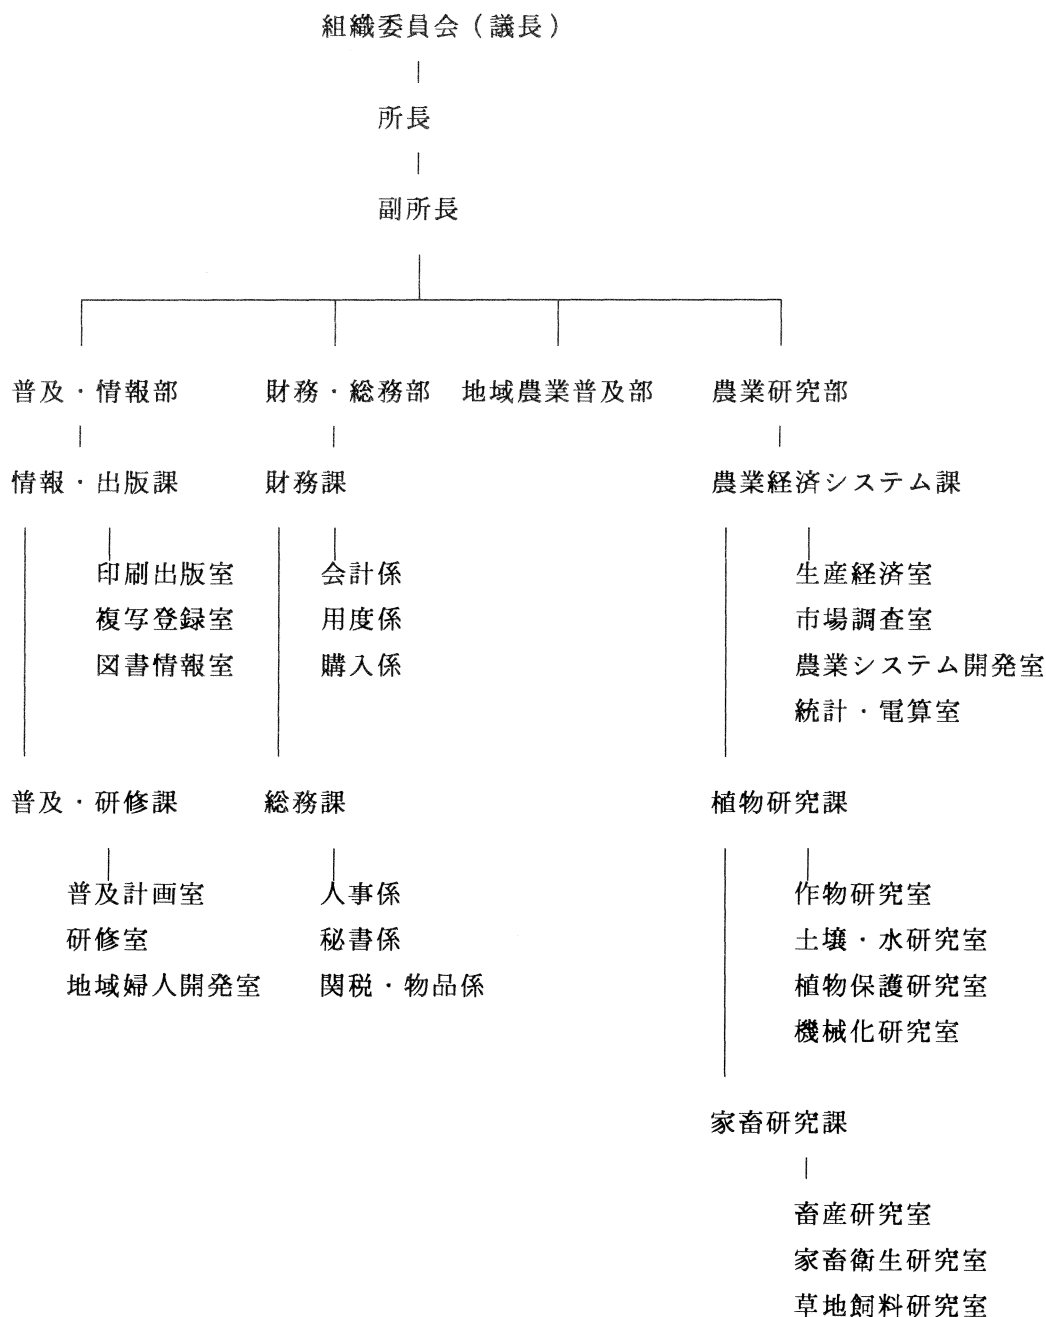 組織委員会（議長）
所長
副所長
普及・情報部　財務・総務部　地域農業普及部　農業研究部
情報・出版課　財務課　農業経済システム課
印刷出版室　会計係　生産経済室
複写登録室　用度係　市場調査室
図書情報室　購入係　農業システム開発室
統計・電算室
普及・研修課　総務課　植物研究課
普及計画室　人事係　作物研究室
研修室　秘書係　土壌・水研究室
地域婦人開発室　関税・物品係　植物保護研究室
機械化研究室
家畜研究課
畜産研究室
家畜衛生研究室
草地飼料研究室